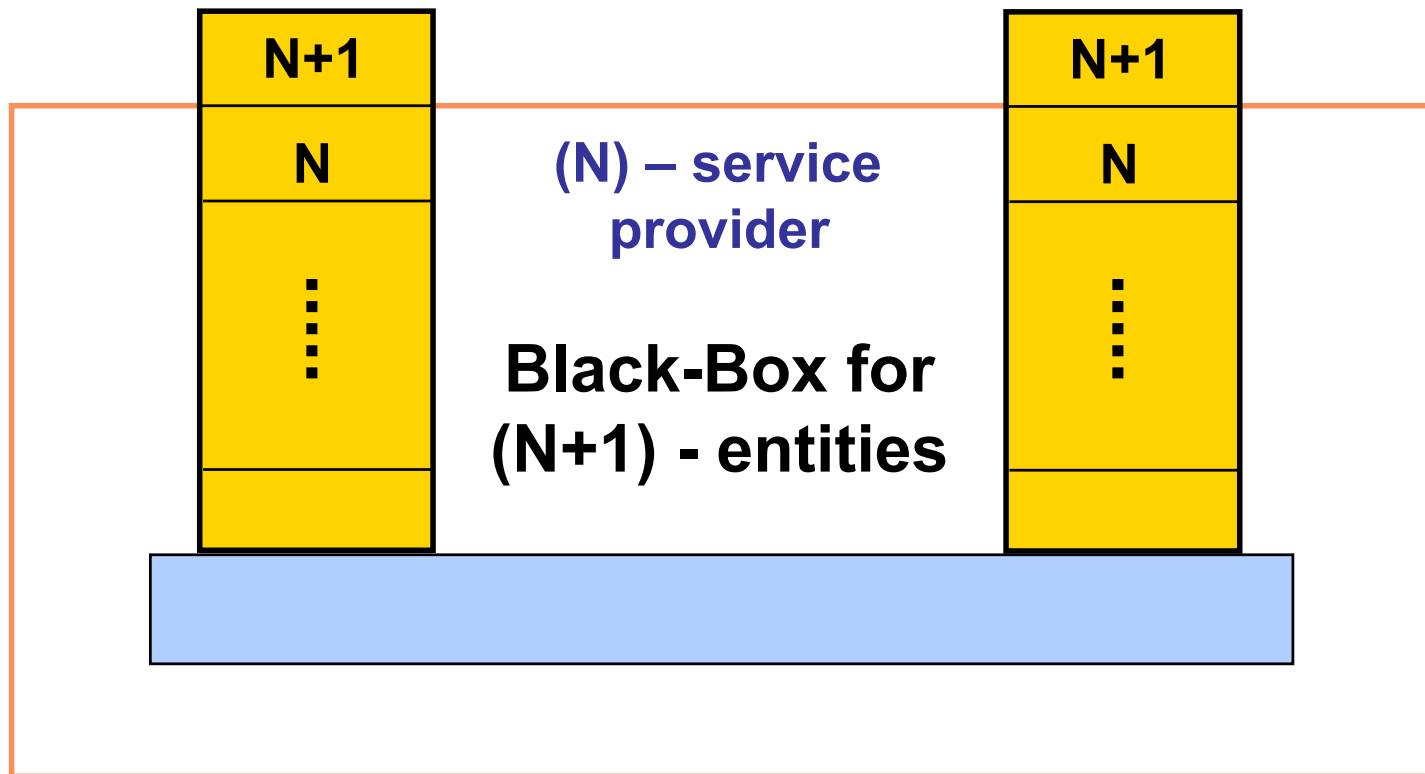 N+1
N+1
N
(N) – service
provider
N
Black-Box for
(N+1) - entities